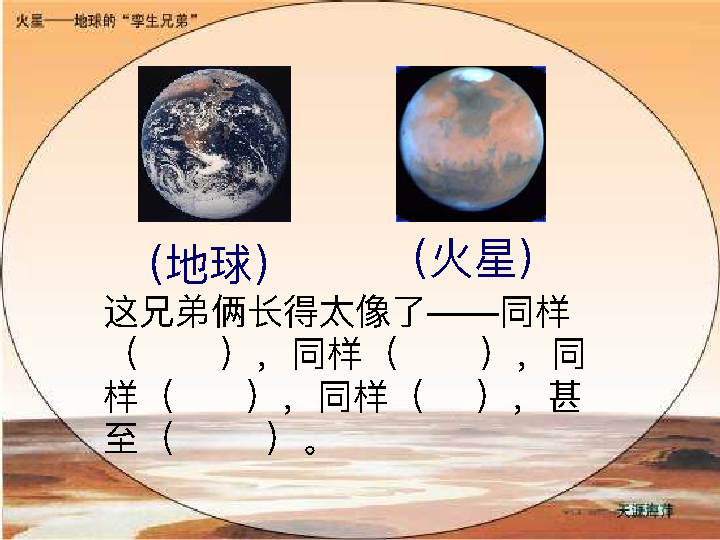 火星——地球的“孪生兄弟”
(地球)
(火星)
这兄弟俩长得太像了——同样
（　　），同样（　　），同
样（　　），同样（　），甚
至（　　）。
天涯海洋